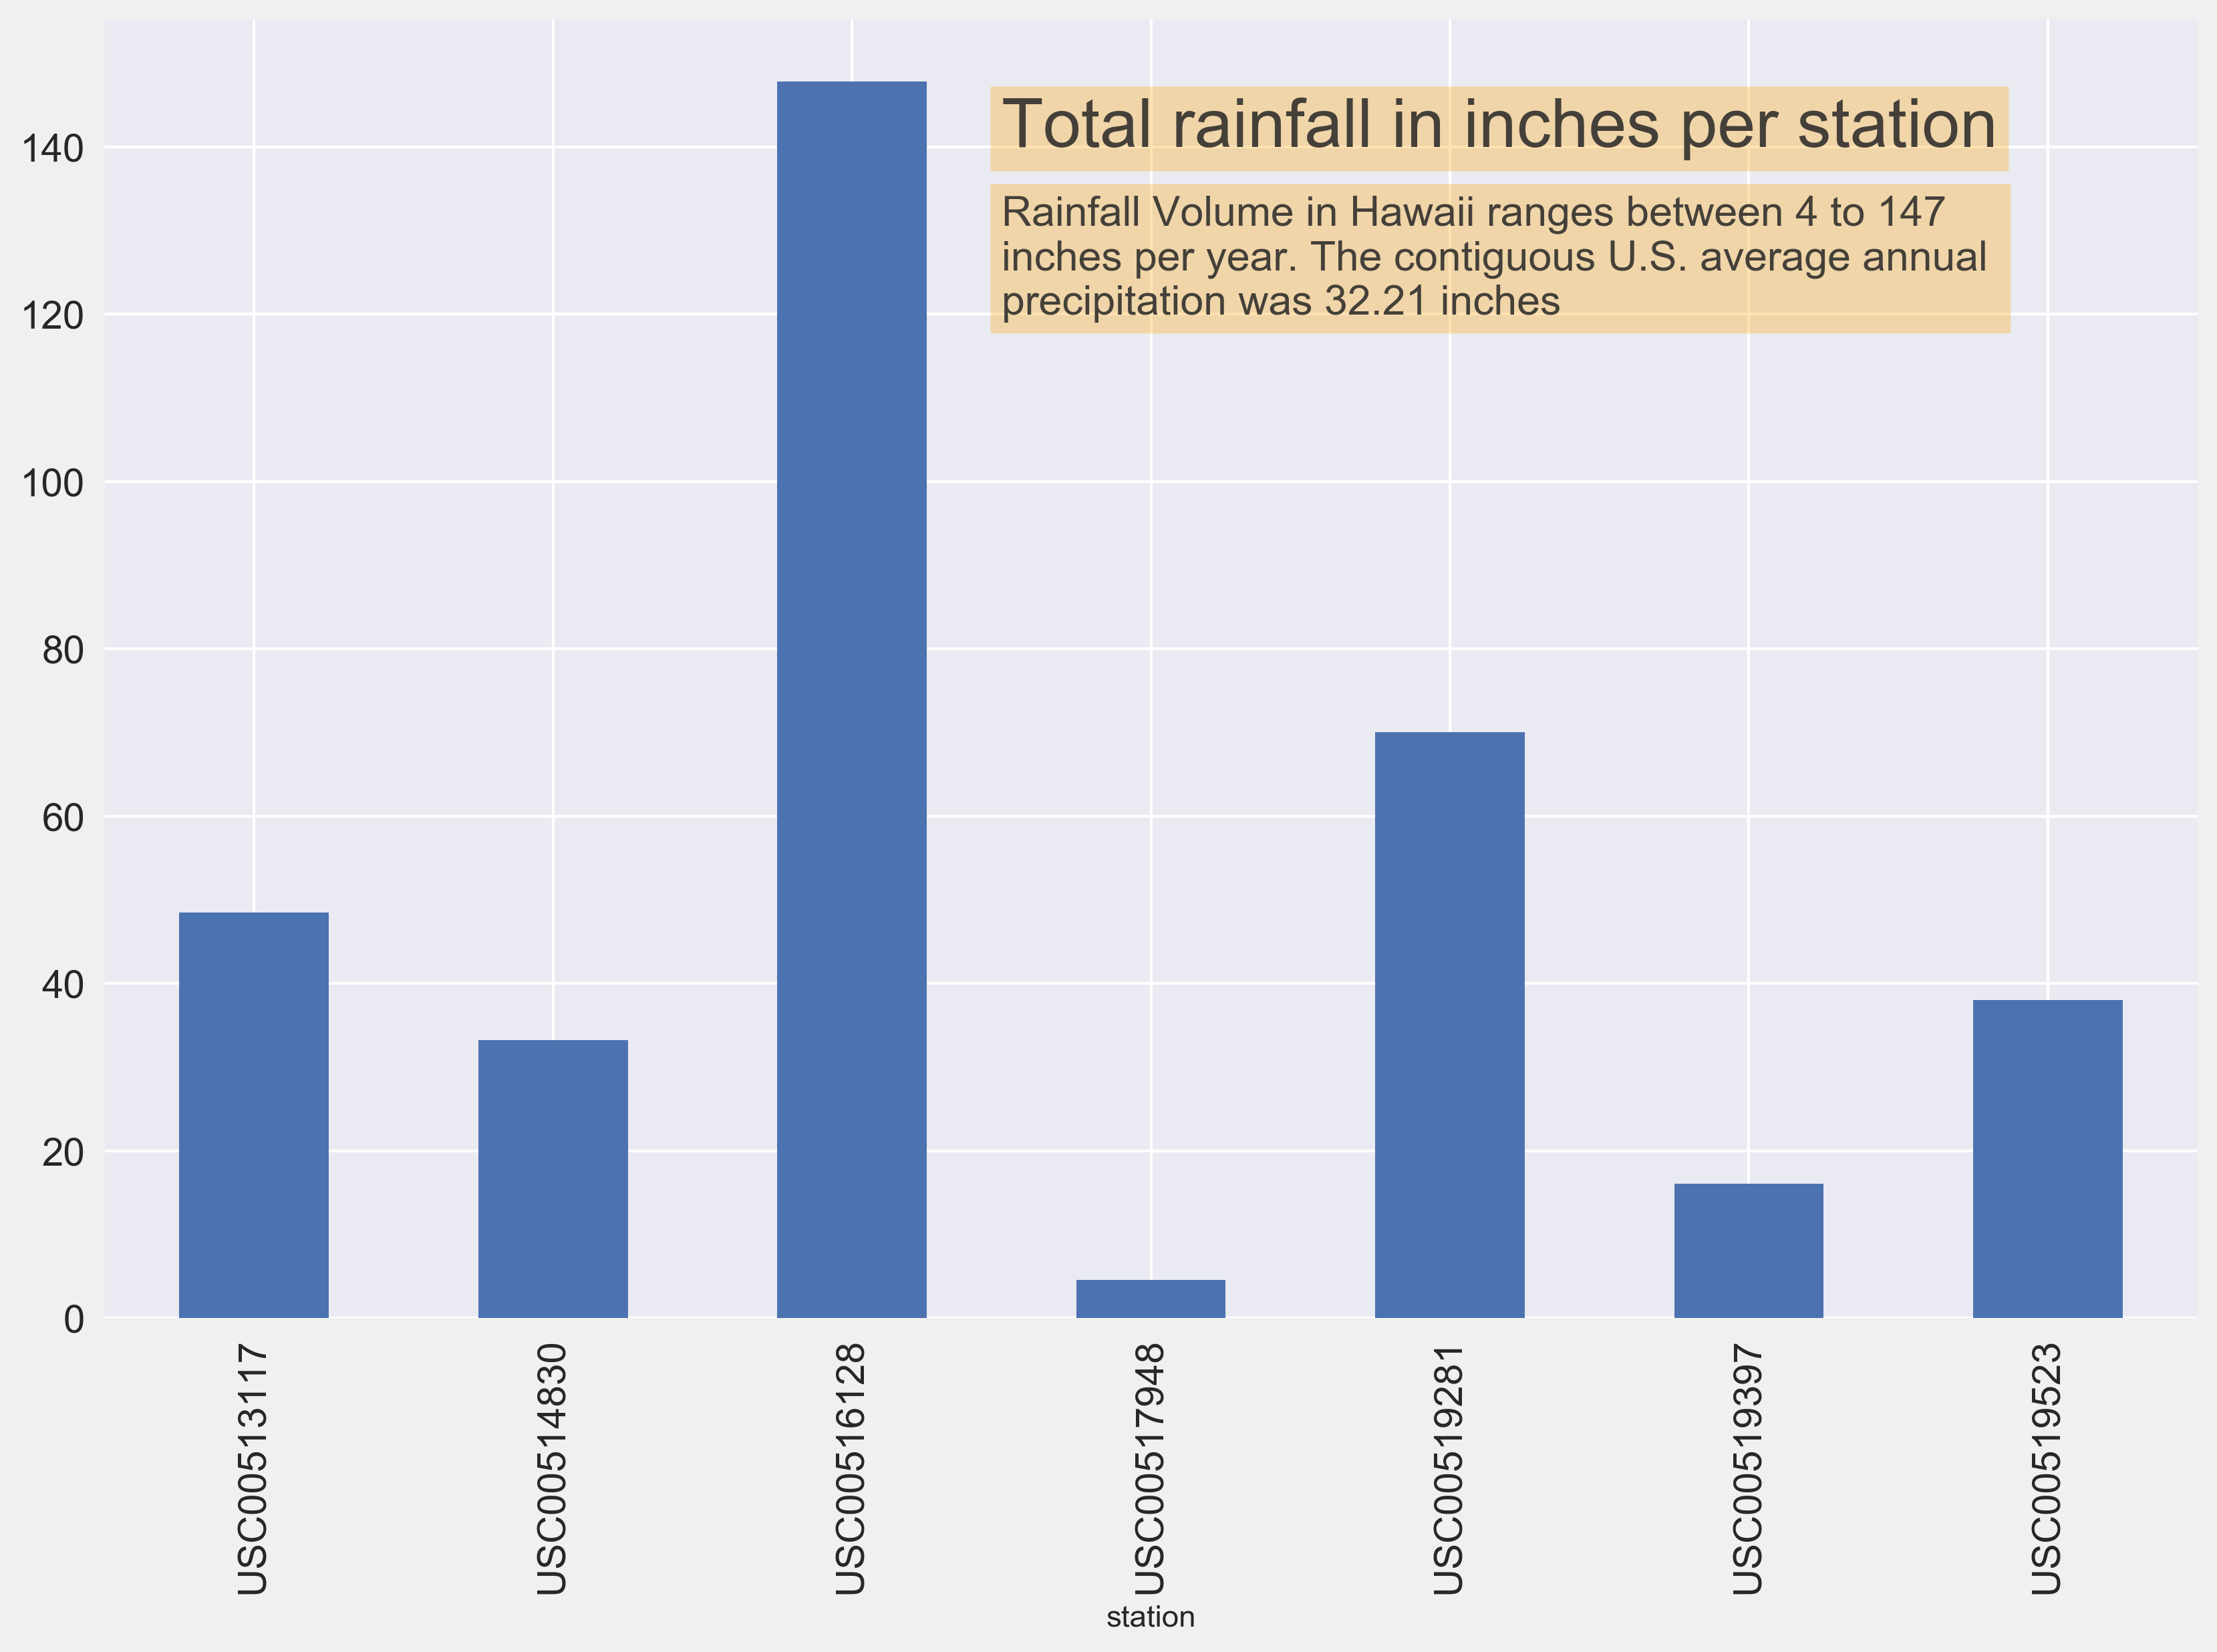 Total rainfall in inches per station
Rainfall Volume in Hawaii ranges between 4 to 147
inches per year. The contiguous U.S. average annual
precipitation was 32.21 inches
140
120
100
80
60
40
20
0
USC00513117
USC00514830
USC00516128
USC00517948
USC00519281
USC00519397
USC00519523
station